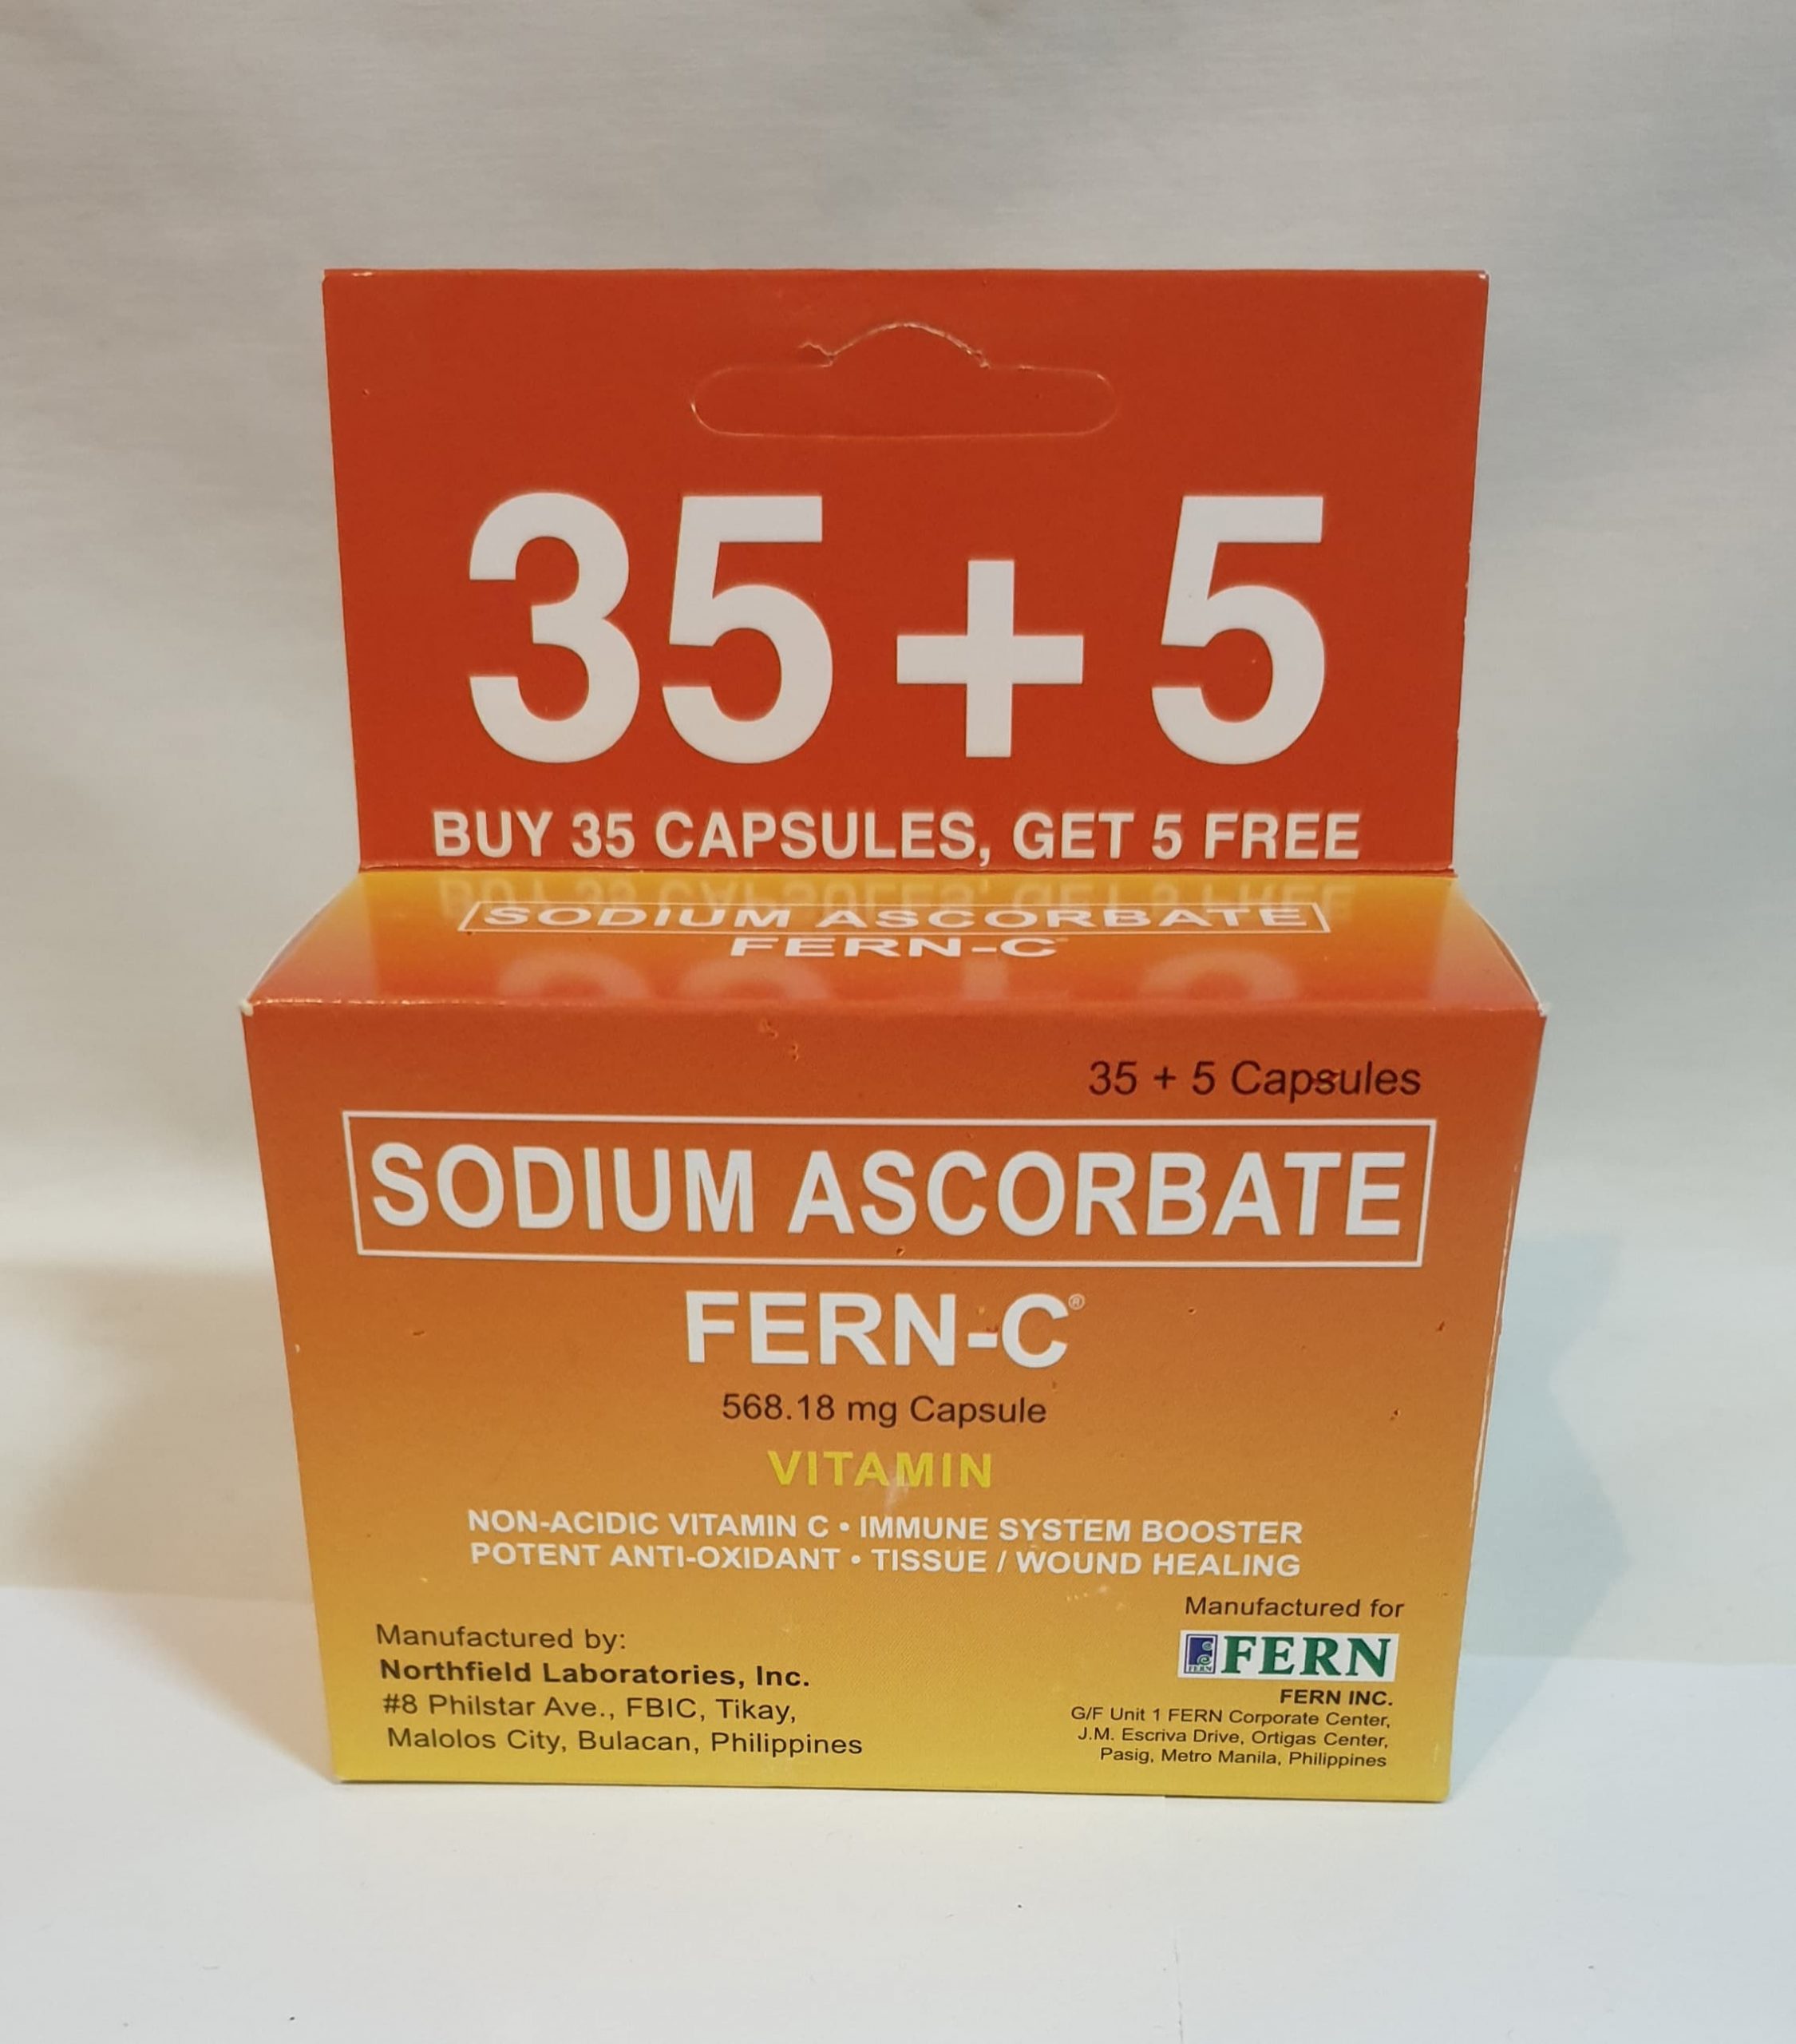 35 + 5
BUY 35 CAPSULES, GET 5 FREE
SODIUM ASCORBATE
FERN-C
35 + 5 Capsules
SODIUM ASCORBATE
FERN-C®
568.18 mg Capsule
VITAMIN
NON-ACIDIC VITAMIN C • IMMUNE SYSTEM BOOSTER
POTENT ANTI-OXIDANT • TISSUE / WOUND HEALING
Manufactured by:
Northfield Laboratories, Inc.
#8 Philstar Ave., FBIC, Tikay,
Malolos City, Bulacan, Philippines
Manufactured for
FERN
FERN INC.
G/F Unit 1 FERN Corporate Center,
J.M. Escriva Drive, Ortigas Center,
Pasig, Metro Manila, Philippines